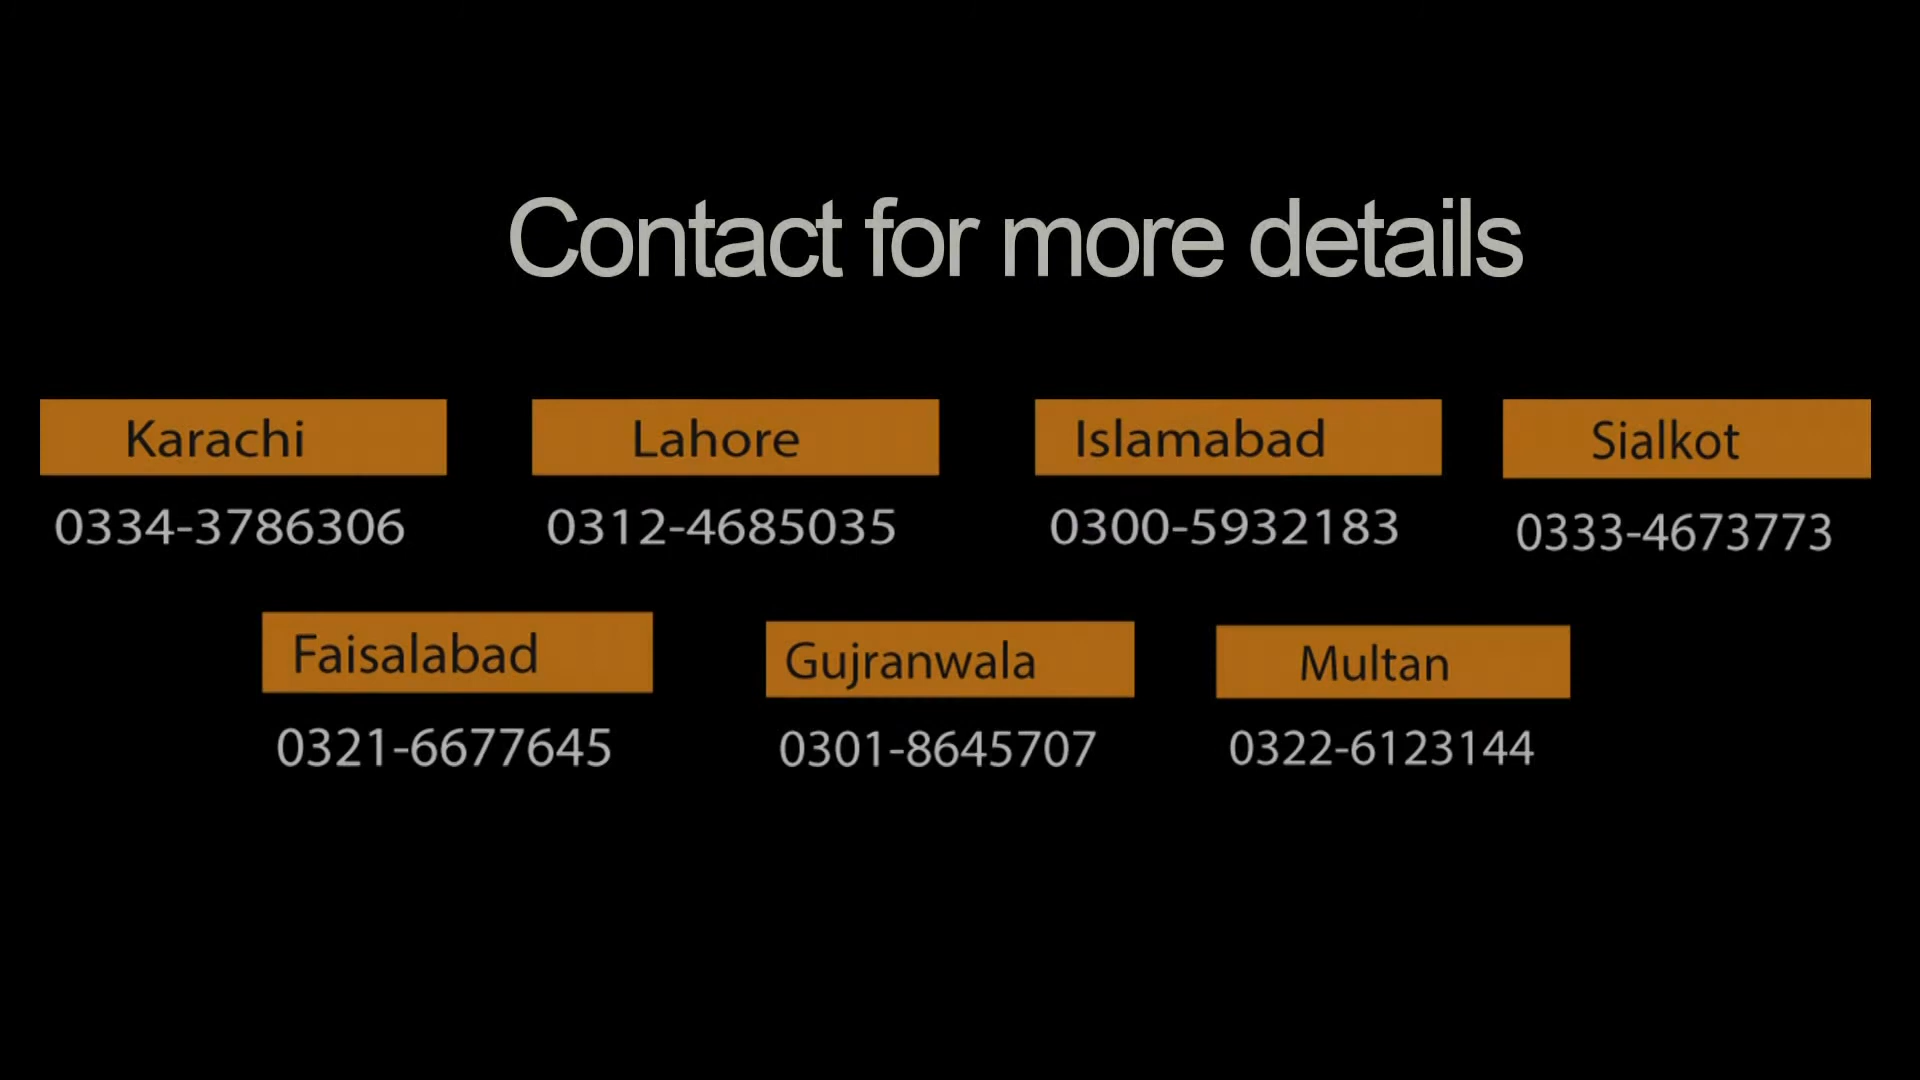 Contact for more details
Karachi Lahore Islamabad Sialkot
0334-3786306 0312-4685035 0300-5932183 0333-4673773
Faisalabad Gujranwala Multan
0321-6677645 0301-8645707 0322-6123144